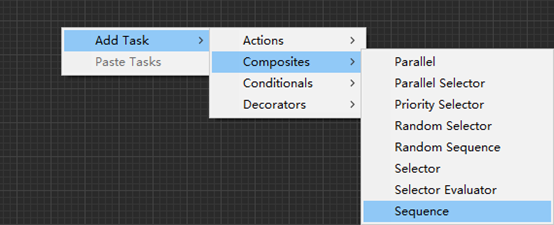 Add Task
Paste Tasks
Actions
Composites
Conditionals
Decorators
Parallel
Parallel Selector
Priority Selector
Random Selector
Random Sequence
Selector
Selector Evaluator
Sequence